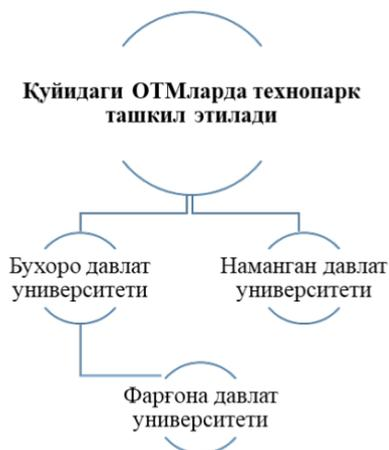 Қуйидаги ОТМларда технопарк
ташкил этилади
Бухоро давлат
университети
Наманган давлат
университети
Фарғона давлат
университети